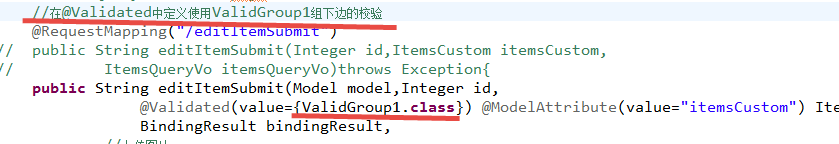 //在@Validated中定义使用ValidGroup1组下边的校验
@RequestMapping("/editItemSubmit")
// public String editItemSubmit(Integer id,ItemsCustom itemsCustom,
// ItemsQueryVo itemsQueryVo)throws Exception{
public String editItemSubmit(Model model,Integer id,
@Validated(value={ValidGroup1.class}) @ModelAttribute(value="itemsCustom") Ite
BindingResult bindingResult,